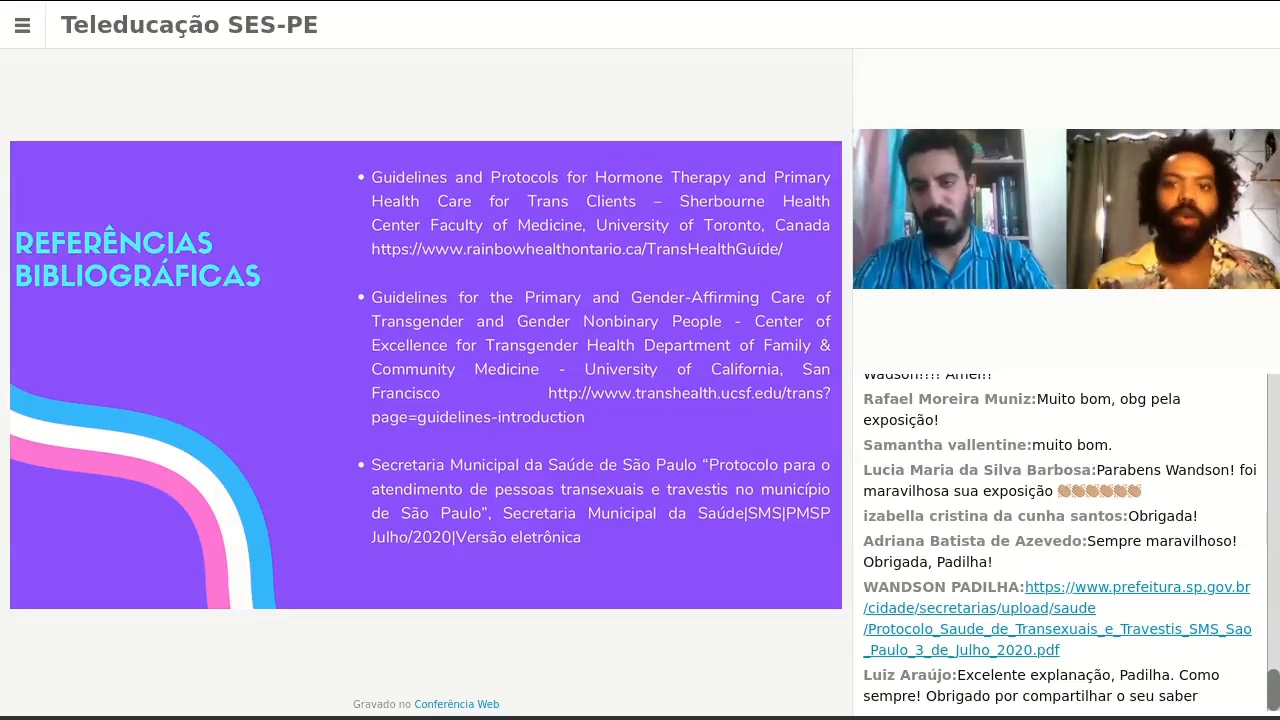 Teleducação SES-PE
REFERÊNCIAS
BIBLIOGRÁFICAS
• Guidelines and Protocols for Hormone Therapy and Primary
Health Care for Trans Clients – Sherbourne Health
Center Faculty of Medicine, University of Toronto, Canada
https://www.rainbowhealthontario.ca/TransHealthGuide/
• Guidelines for the Primary and Gender-Affirming Care of
Transgender and Gender Nonbinary People - Center of
Excellence for Transgender Health Department of Family &
Community Medicine - University of California, San
Francisco http://www.transhealth.ucsf.edu/trans?
page=guidelines-introduction
• Secretaria Municipal da Saúde de São Paulo “Protocolo para o
atendimento de pessoas transexuais e travestis no município
de São Paulo”, Secretaria Municipal da Saúde|SMS|PMSP
Julho/2020|Versão eletrônica
Gravado no Conferência Web
Wadson!!!! Amei!!
Rafael Moreira Muniz:Muito bom, obg pela
exposição!
Samantha vallentine:muito bom.
Lucia Maria da Silva Barbosa:Parabens Wandson! foi
maravilhosa sua exposição 👏🏽👏🏽👏🏽👏🏽👏🏽👏🏽
izabella cristina da cunha santos:Obrigada!
Adriana Batista de Azevedo:Sempre maravilhoso!
Obrigada, Padilha!
WANDSON PADILHA:https://www.prefeitura.sp.gov.br
/cidade/secretarias/upload/saude
/Protocolo_Saude_de_Transexuais_e_Travestis_SMS_Sao
_Paulo_3_de_Julho_2020.pdf
Luiz Araújo:Excelente explanação, Padilha. Como
sempre! Obrigado por compartilhar o seu saber